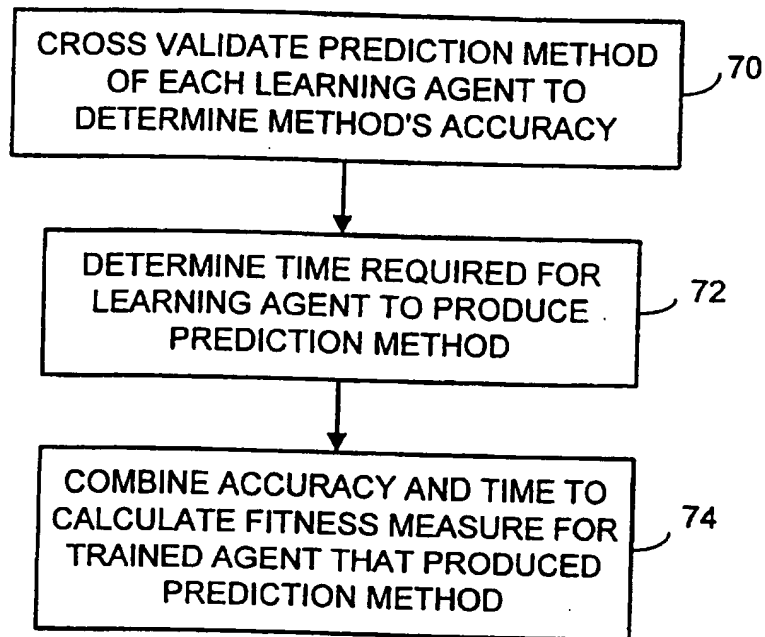 CROSS VALIDATE PREDICTION METHOD
OF EACH LEARNING AGENT TO
DETERMINE METHOD'S ACCURACY
70
DETERMINE TIME REQUIRED FOR
LEARNING AGENT TO PRODUCE
PREDICTION METHOD
72
COMBINE ACCURACY AND TIME TO
CALCULATE FITNESS MEASURE FOR
TRAINED AGENT THAT PRODUCED
PREDICTION METHOD
74